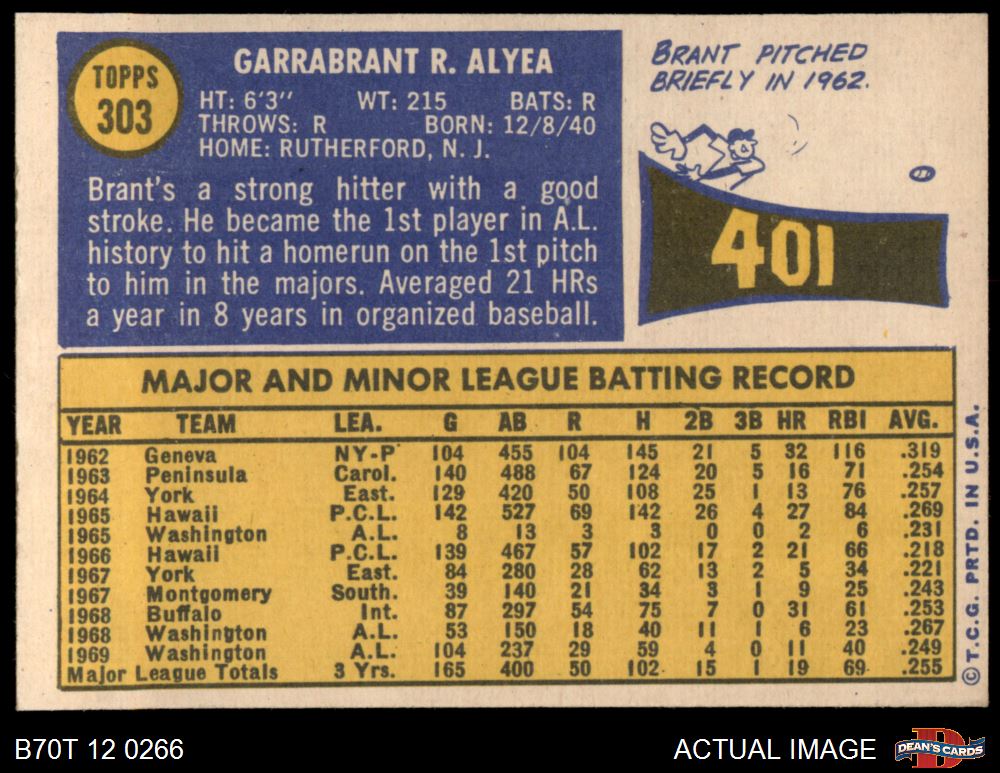 TOPPS
303
GARRABRANT R. ALYEA
HT: 6'3" WT: 215 BATS: R
THROWS: R BORN: 12/8/40
HOME: RUTHERFORD, N. J.
Brant's a strong hitter with a good
stroke. He became the 1st player in A.L.
history to hit a homerun on the 1st pitch
to him in the majors. Averaged 21 HRs
a year in 8 years in organized baseball.
BRANT PITCHED
BRIEFLY IN 1962.
401
MAJOR AND MINOR LEAGUE BATTING RECORD
YEAR TEAM LEA. G AB R H 2B 3B HR RBI AVG.
1962 Geneva NY-P 104 455 104 145 21 5 32 116 .319
1963 Peninsula Carol. 140 488 67 124 20 5 16 71 .254
1964 York East. 129 420 50 108 25 1 13 76 .257
1965 Hawaii P.C.L. 142 527 69 142 26 4 27 84 .269
1965 Washington A.L. 8 13 3 3 0 0 2 6 .231
1966 Hawaii P.C.L. 139 467 57 102 17 2 21 66 .218
1967 York East. 84 280 28 62 13 2 5 34 .221
1967 Montgomery South. 39 140 21 34 3 1 9 25 .243
1968 Buffalo Int. 87 297 54 75 7 0 31 61 .253
1968 Washington A.L. 53 150 18 40 11 1 6 23 .267
1969 Washington A.L. 104 237 29 59 4 0 11 40 .249
Major League Totals 3 Yrs. 165 400 50 102 15 1 19 69 .255
©T.C.G. PRTD. IN U.S.A.
B70T 12 0266
ACTUAL IMAGE
DEAN'S CARDS